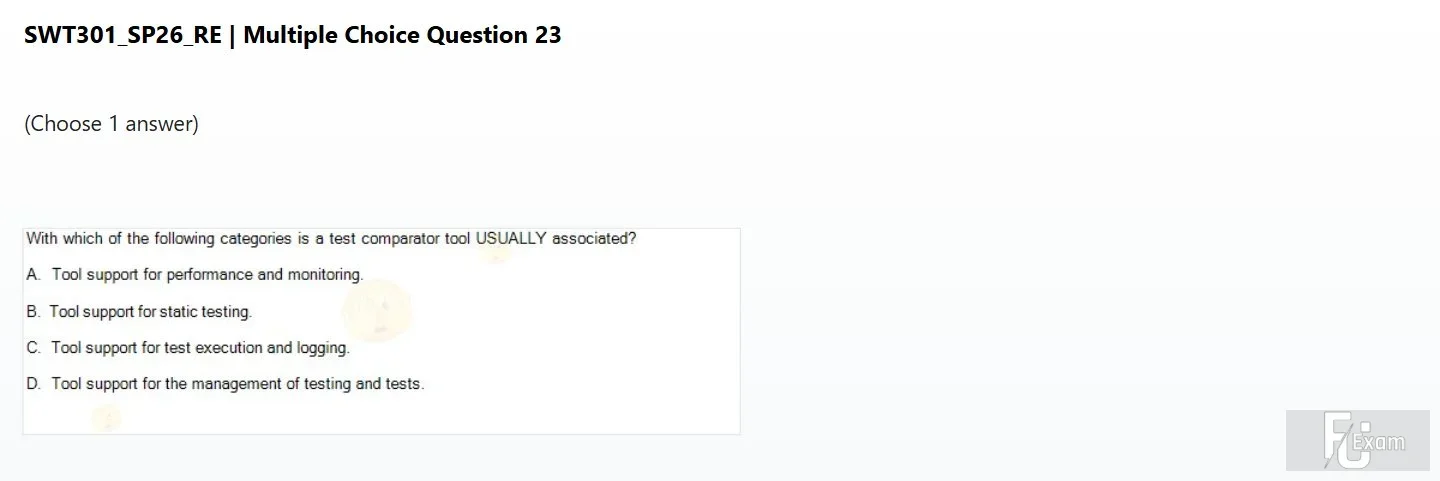 SWT301_SP26_RE | Multiple Choice Question 23
(Choose 1 answer)
With which of the following categories is a test comparator tool USUALLY associated?
A. Tool support for performance and monitoring.
B. Tool support for static testing.
C. Tool support for test execution and logging.
D. Tool support for the management of testing and tests.
FU Exam